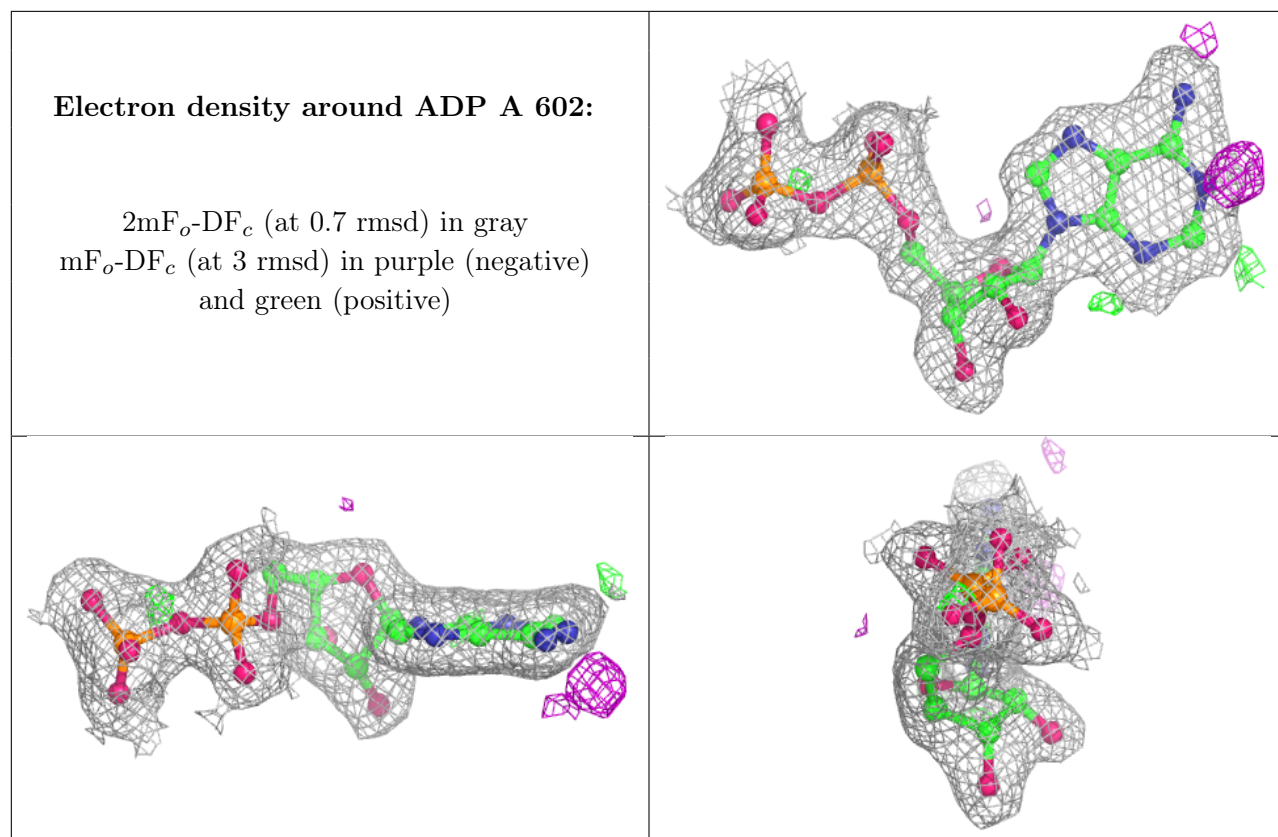 Electron density around ADP A 602:
2mFo-DFc (at 0.7 rmsd) in gray
mFo-DFc (at 3 rmsd) in purple (negative)
and green (positive)